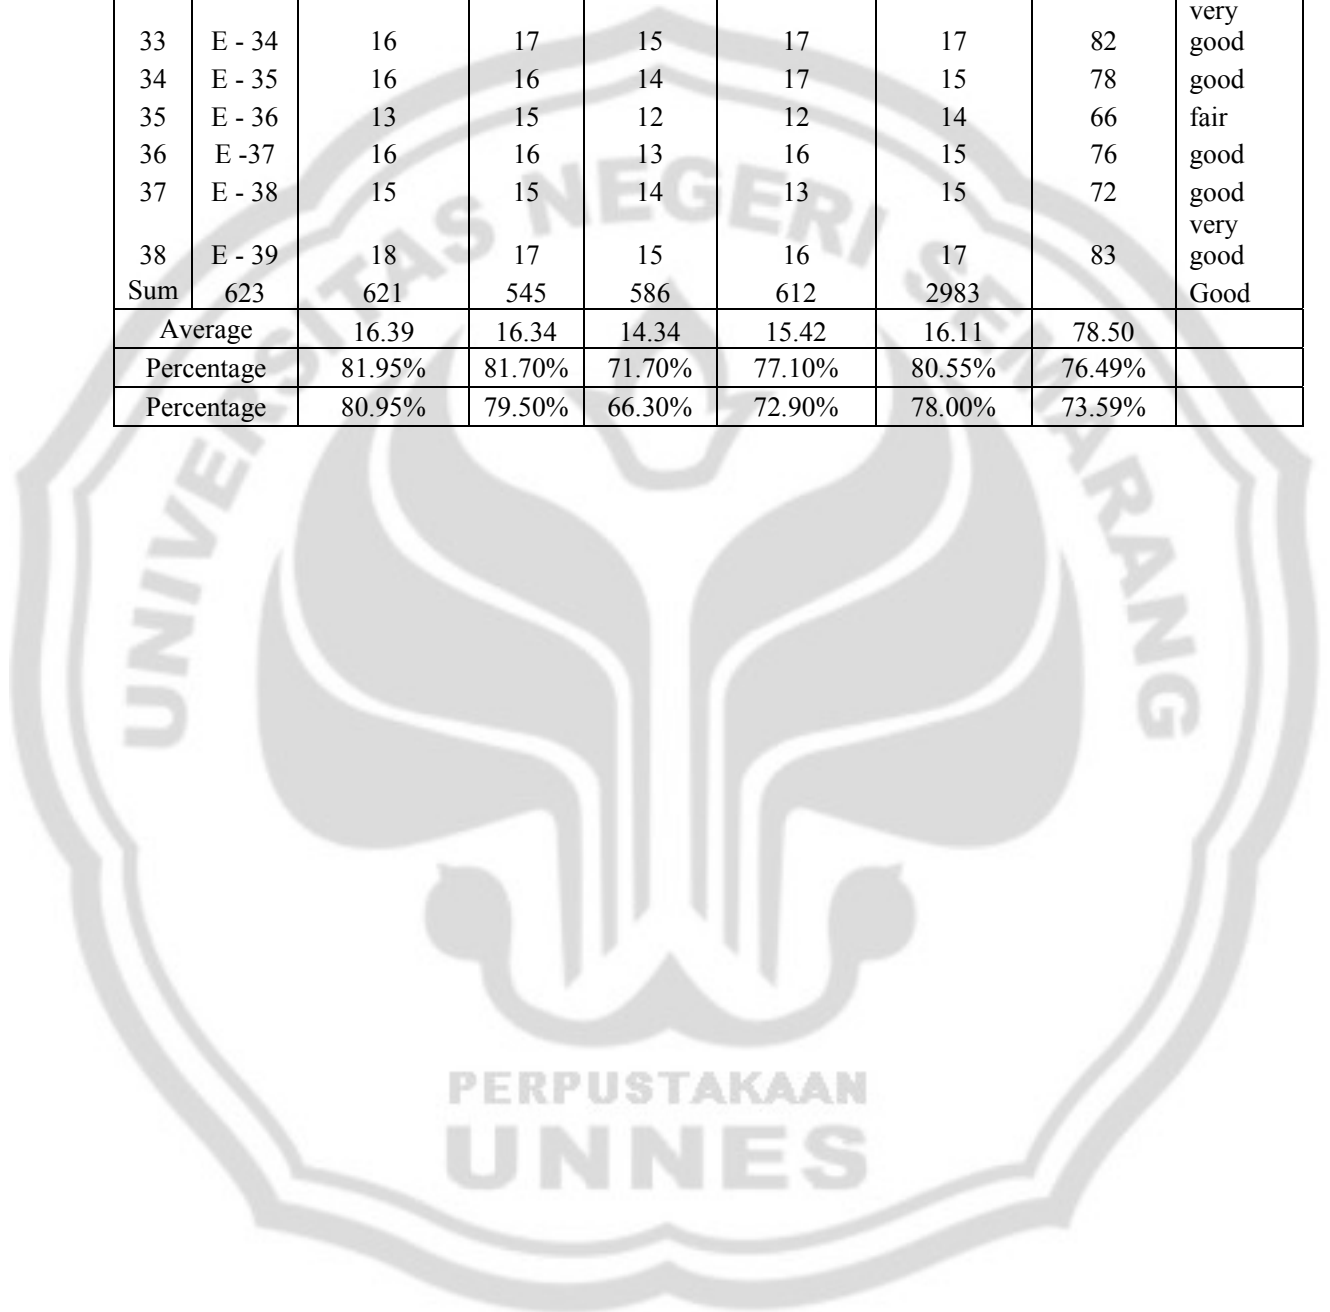 very
33 E - 34 16 17 15 17 17 82 good
34 E - 35 16 16 14 17 15 78 good
35 E - 36 13 15 12 12 14 66 fair
36 E -37 16 16 13 16 15 76 good
37 E - 38 15 15 14 13 15 72 good
very
38 E - 39 18 17 15 16 17 83 good
Sum 623 621 545 586 612 2983 Good
Average 16.39 16.34 14.34 15.42 16.11 78.50
Percentage 81.95% 81.70% 71.70% 77.10% 80.55% 76.49%
Percentage 80.95% 79.50% 66.30% 72.90% 78.00% 73.59%
UNIVERSITAS NEGERI SEMARANG
PERPUSTAKAAN
UNNES